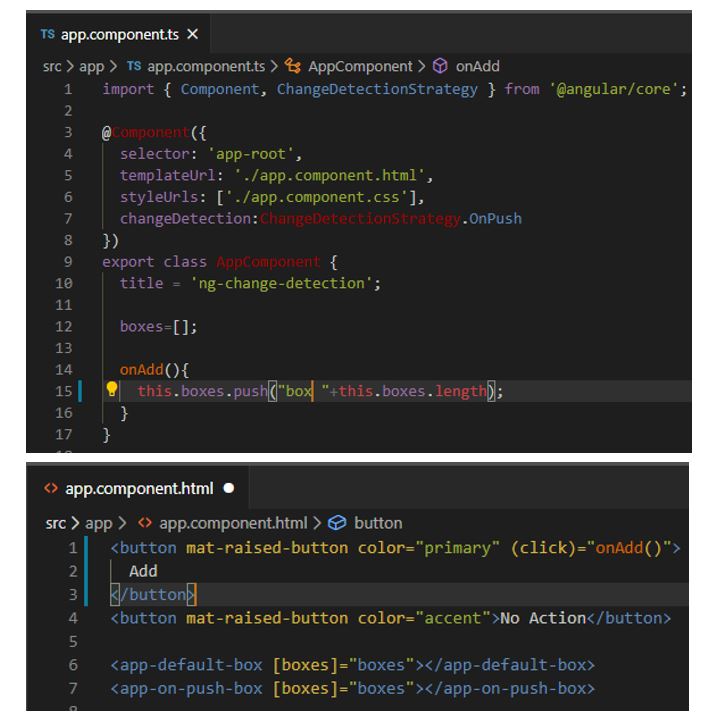 TS app.component.ts ×
src > app > TS app.component.ts > AppComponent > onAdd
1 import { Component, ChangeDetectionStrategy } from '@angular/core';
2
3 @Component({
4 selector: 'app-root',
5 templateUrl: './app.component.html',
6 styleUrls: ['./app.component.css'],
7 changeDetection:ChangeDetectionStrategy.OnPush
8 })
9 export class AppComponent {
10 title = 'ng-change-detection';
11
12 boxes=[];
13
14 onAdd(){
15 this.boxes.push("box "+this.boxes.length);
16 }
17 }
<> app.component.html ●
src > app > <> app.component.html > button
1 <button mat-raised-button color="primary" (click)="onAdd()">
2 Add
3 </button>
4 <button mat-raised-button color="accent">No Action</button>
5
6 <app-default-box [boxes]="boxes"></app-default-box>
7 <app-on-push-box [boxes]="boxes"></app-on-push-box>